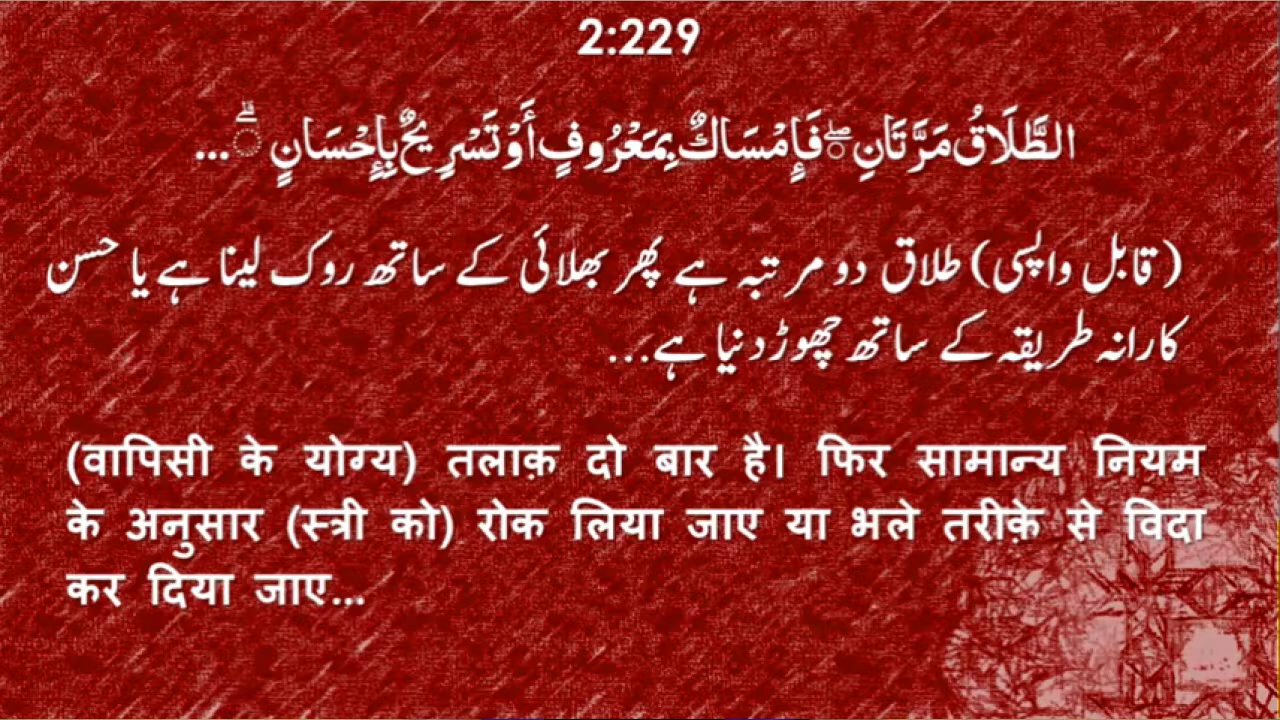 2:229
الطَّلَاقُ مَرَّتَانِ ۖ فَإِمْسَاكٌ بِمَعْرُوفٍ أَوْ تَسْرِيحٌ بِإِحْسَانٍ ۗ ...
(قابل واپسی) طلاق دو مرتبہ ہے پھر بھلائی کے ساتھ روک لینا ہے یا حسن
کارانہ طریقہ کے ساتھ چھوڑ دنیا ہے...
(वापिसी के योग्य) तलाक़ दो बार है। फिर सामान्य नियम
के अनुसार (स्त्री को) रोक लिया जाए या भले तरीक़े से विदा
कर दिया जाए...